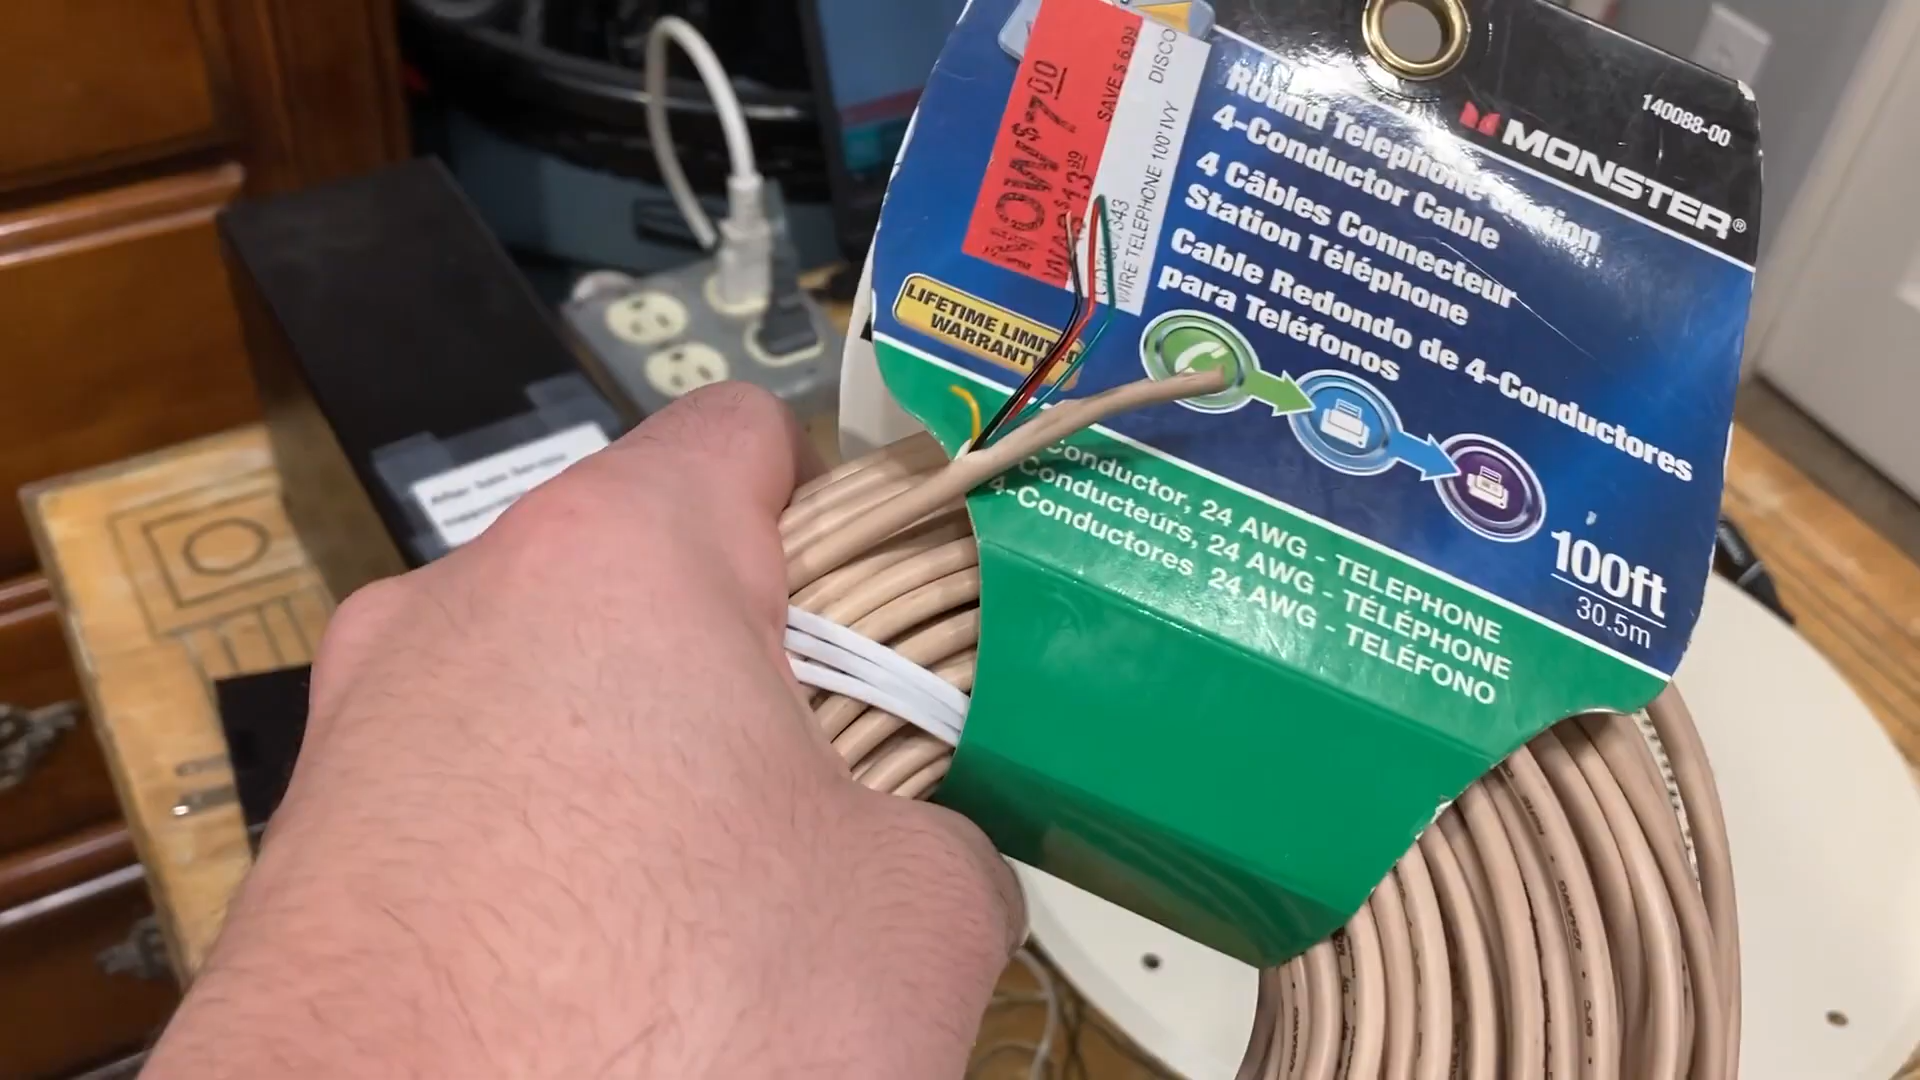 140088-00
MONSTER®
Round Telephone Station
4-Conductor Cable
4 Câbles Connecteur
Station Téléphone
Cable Redondo de 4-Conductores
para Teléfonos
NOW $7.00
WAS $13.99
SAVE $6.99
DISCO
WIRE TELEPHONE 100' IVY
LIFETIME LIMITED
WARRANTY
Conductor, 24 AWG - TELEPHONE
Conducteurs, 24 AWG - TÉLÉPHONE
4-Conductores 24 AWG - TELÉFONO
100ft
30.5m